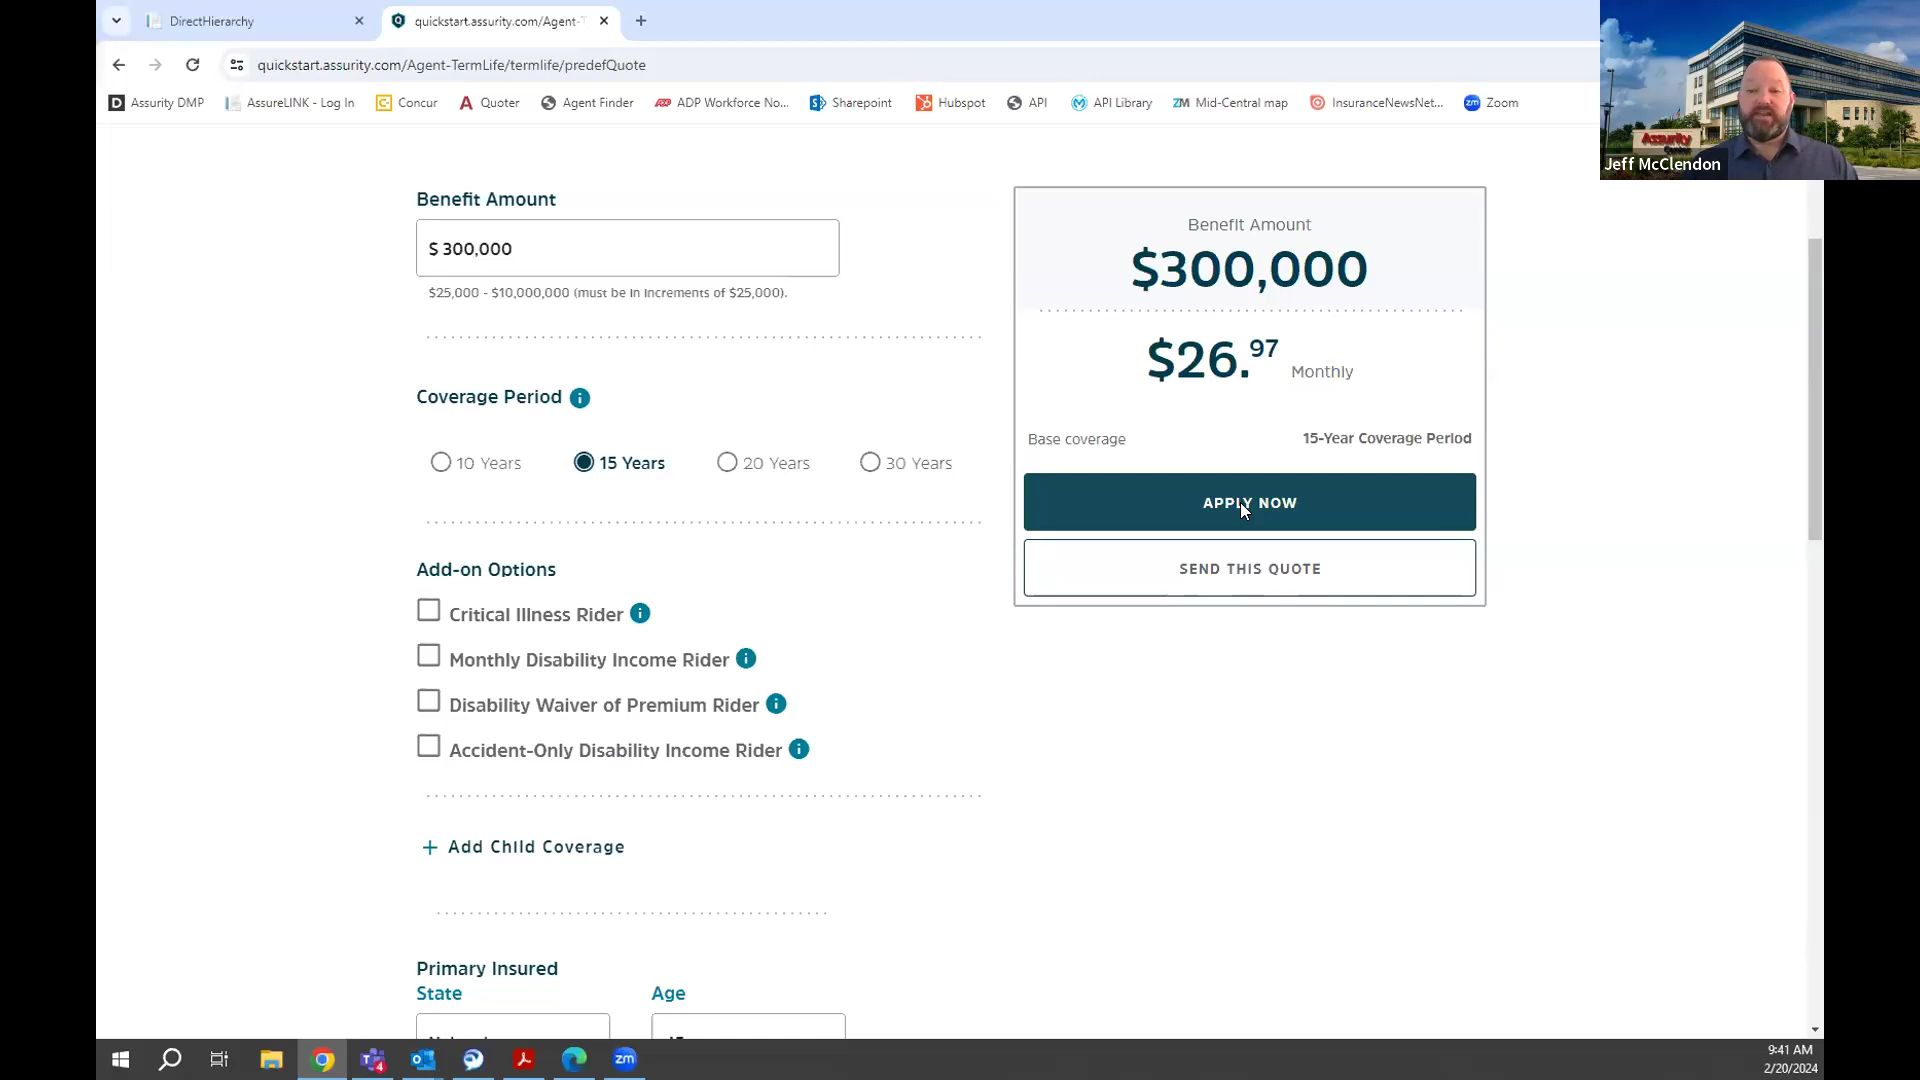 DirectHierarchy
quickstart.assurity.com/Agent-T
quickstart.assurity.com/Agent-TermLife/termlife/predefQuote
Assurity DMP
AssureLINK - Log In
Concur
Quoter
Agent Finder
ADP Workforce No...
Sharepoint
Hubspot
API
API Library
Mid-Central map
InsuranceNewsNet...
Zoom
Assurity
Jeff McClendon
Benefit Amount
$ 300,000
$25,000 - $10,000,000 (must be in increments of $25,000).
Coverage Period
10 Years
15 Years
20 Years
30 Years
Add-on Options
Critical Illness Rider
Monthly Disability Income Rider
Disability Waiver of Premium Rider
Accident-Only Disability Income Rider
+ Add Child Coverage
Primary Insured
State
Age
Benefit Amount
$300,000
$26.97 Monthly
Base coverage
15-Year Coverage Period
APPLY NOW
SEND THIS QUOTE
9:41 AM
2/20/2024